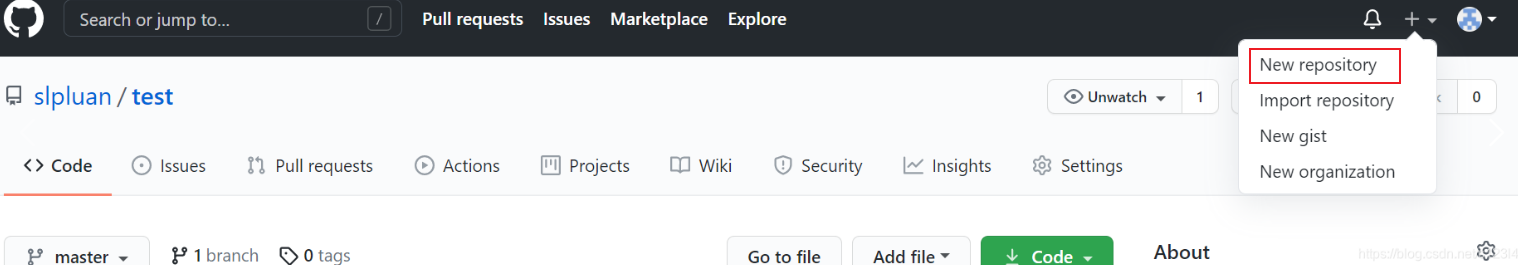 Search or jump to... /
Pull requests Issues Marketplace Explore
New repository
Import repository
New gist
New organization
slpluan / test
Unwatch 1
0
Code Issues Pull requests Actions Projects Wiki Security Insights Settings
master 1 branch 0 tags Go to file Add file Code About